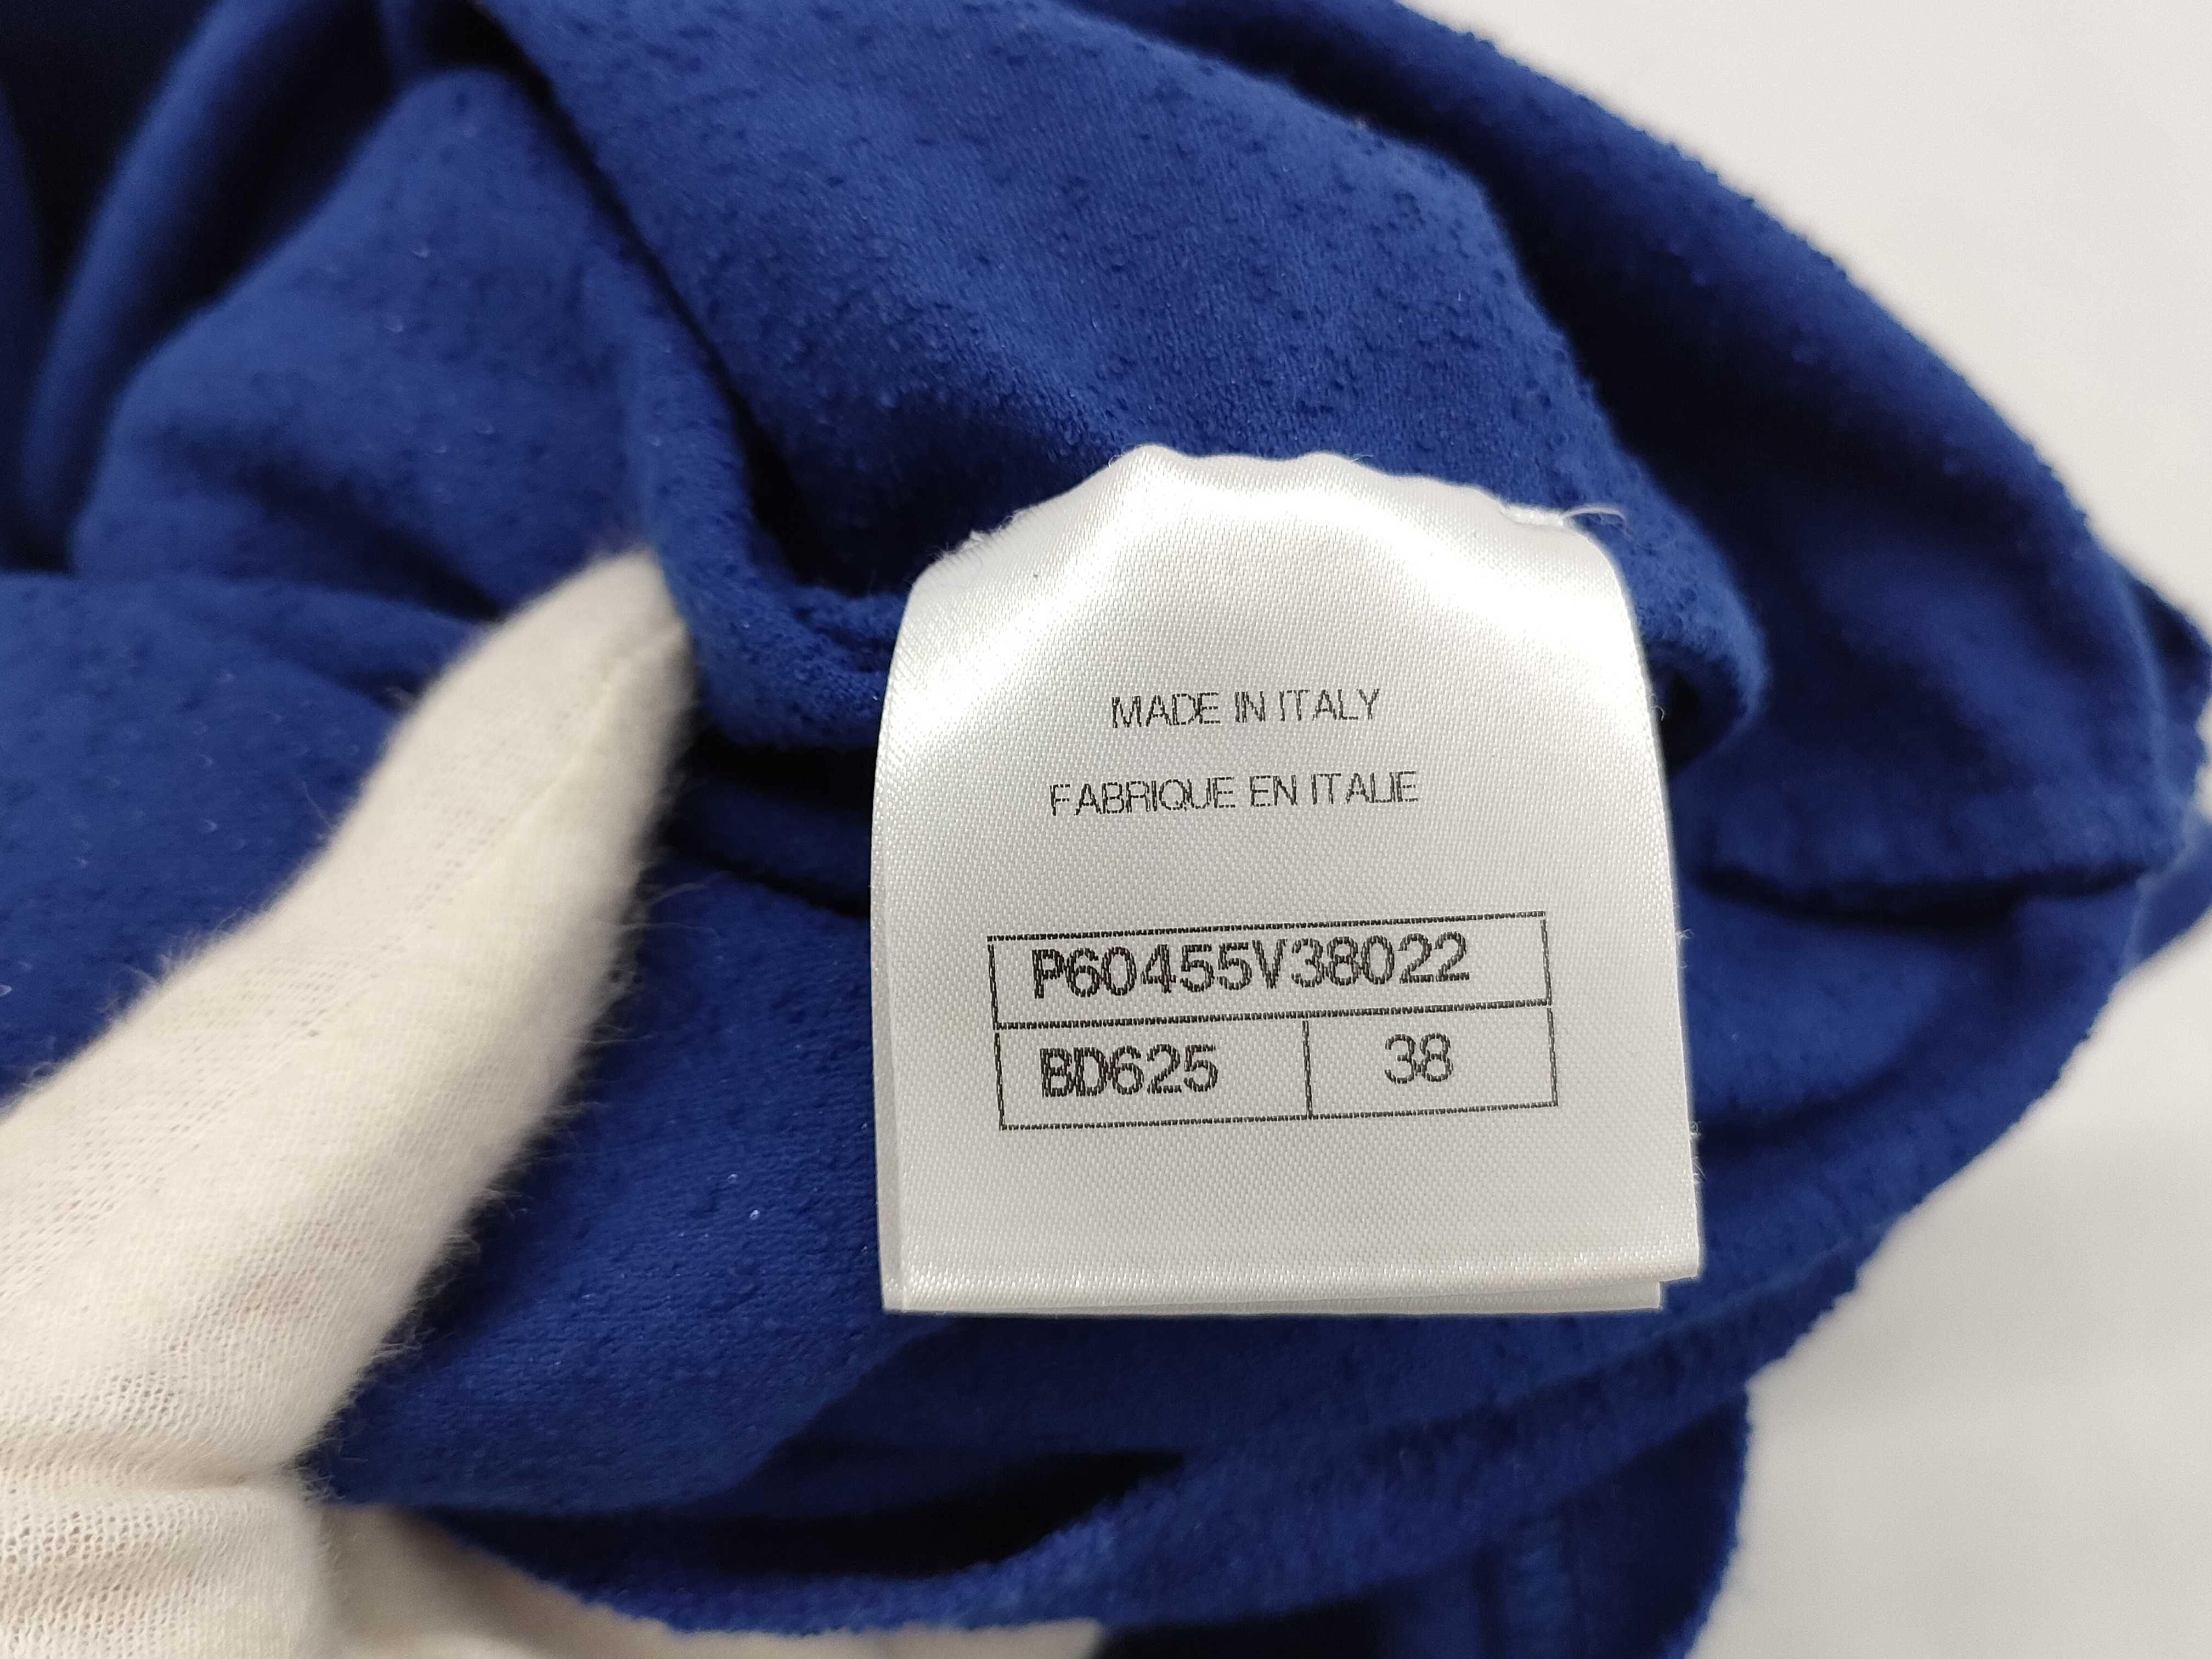 MADE IN ITALY
FABRIQUE EN ITALIE
P60455V38022
BD625 38